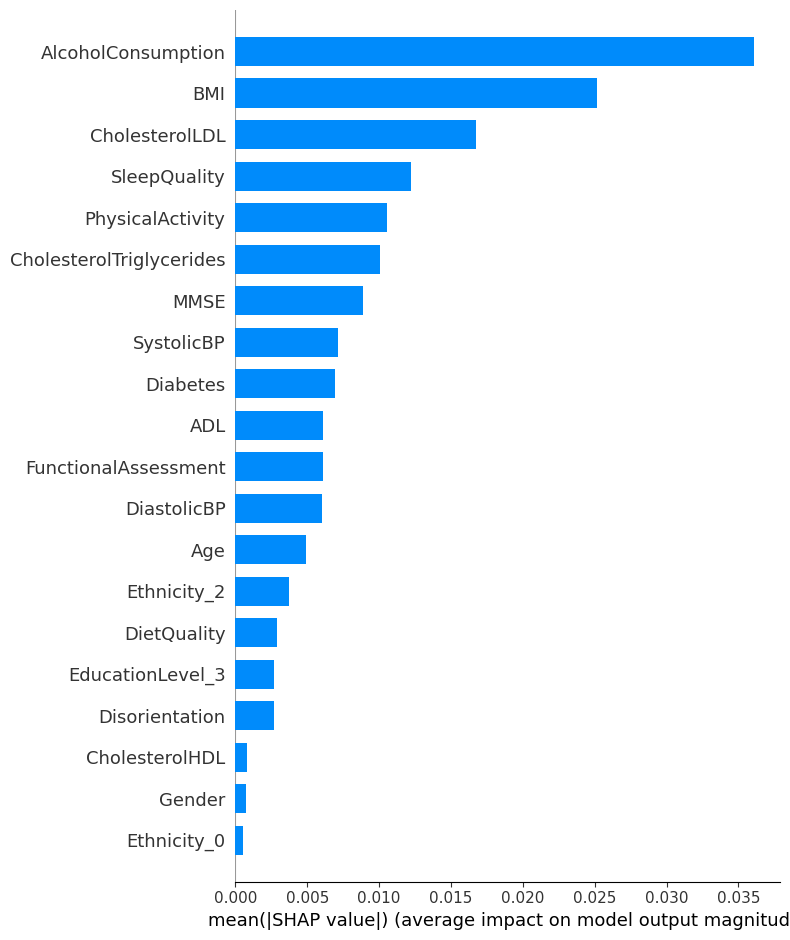 AlcoholConsumption
BMI
CholesterolLDL
SleepQuality
PhysicalActivity
CholesterolTriglycerides
MMSE
SystolicBP
Diabetes
ADL
FunctionalAssessment
DiastolicBP
Age
Ethnicity_2
DietQuality
EducationLevel_3
Disorientation
CholesterolHDL
Gender
Ethnicity_0
0.000 0.005 0.010 0.015 0.020 0.025 0.030 0.035
mean(|SHAP value|) (average impact on model output magnitud